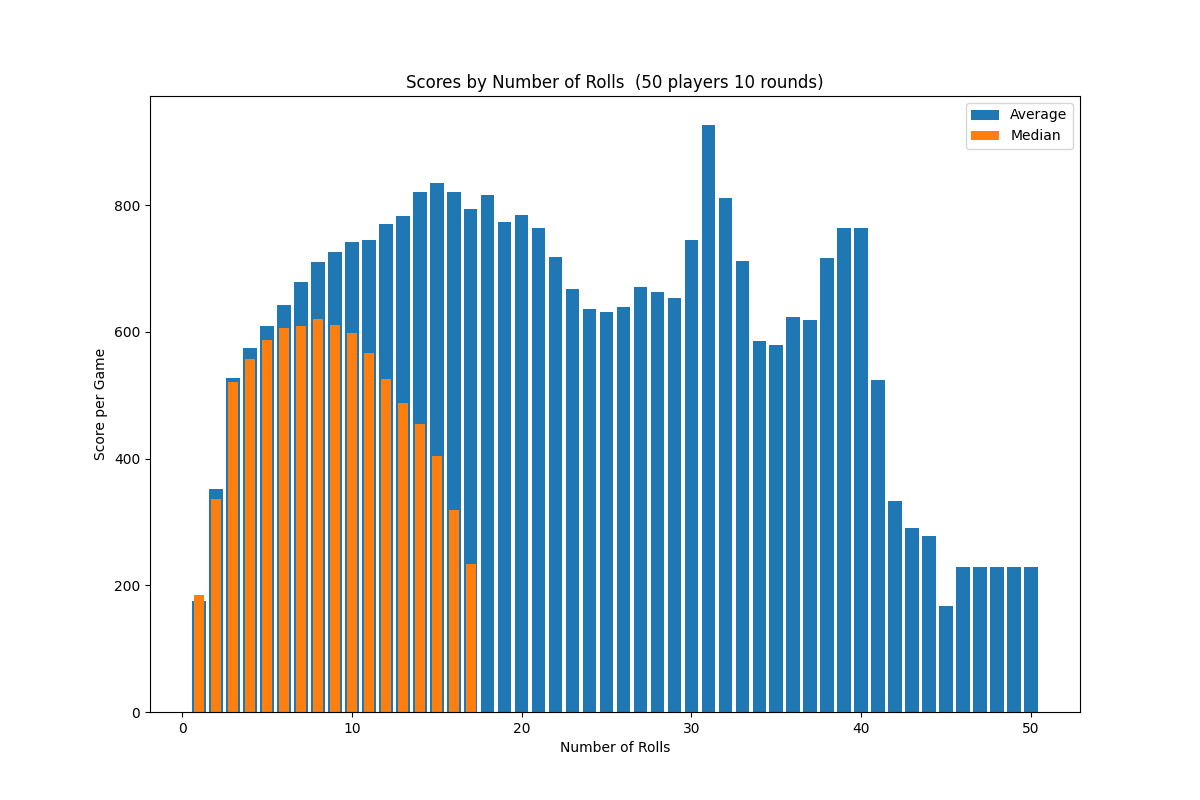 Scores by Number of Rolls  (50 players 10 rounds)
Average
Median
Score per Game
800
600
400
200
0
0 10 20 30 40 50
Number of Rolls